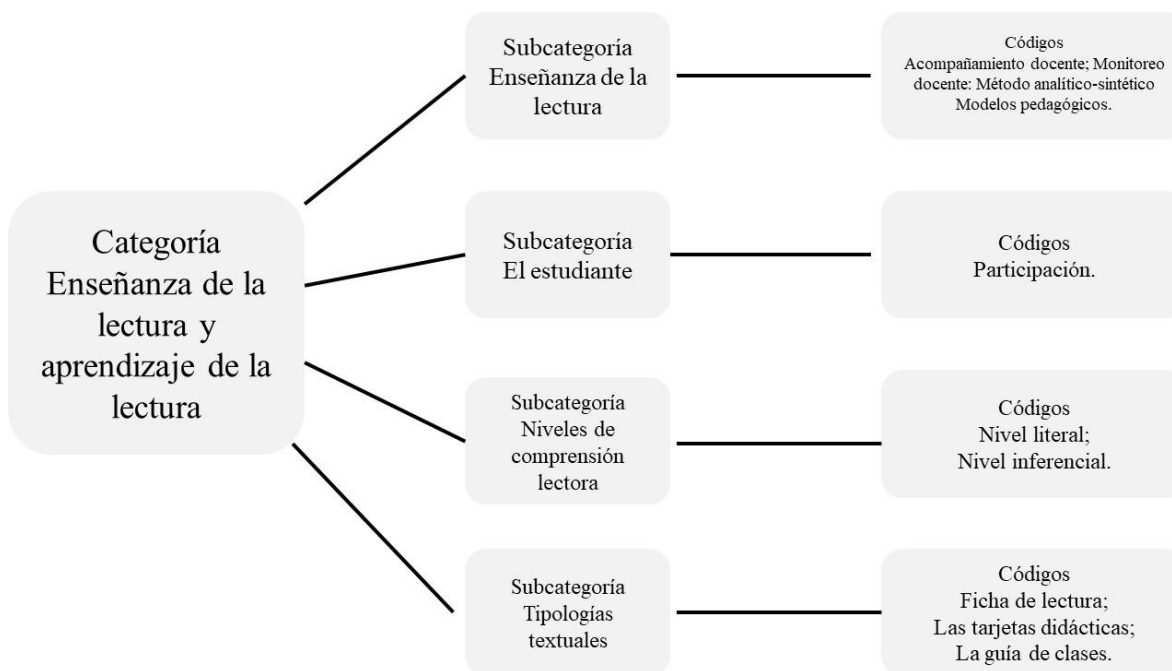 Categoría
Enseñanza de la
lectura y
aprendizaje de la
lectura
Subcategoría
Enseñanza de la
lectura
Códigos
Acompañamiento docente; Monitoreo
docente: Método analítico-sintético
Modelos pedagógicos.
Subcategoría
El estudiante
Códigos
Participación.
Subcategoría
Niveles de
comprensión
lectora
Códigos
Nivel literal;
Nivel inferencial.
Subcategoría
Tipologías
textuales
Códigos
Ficha de lectura;
Las tarjetas didácticas;
La guía de clases.